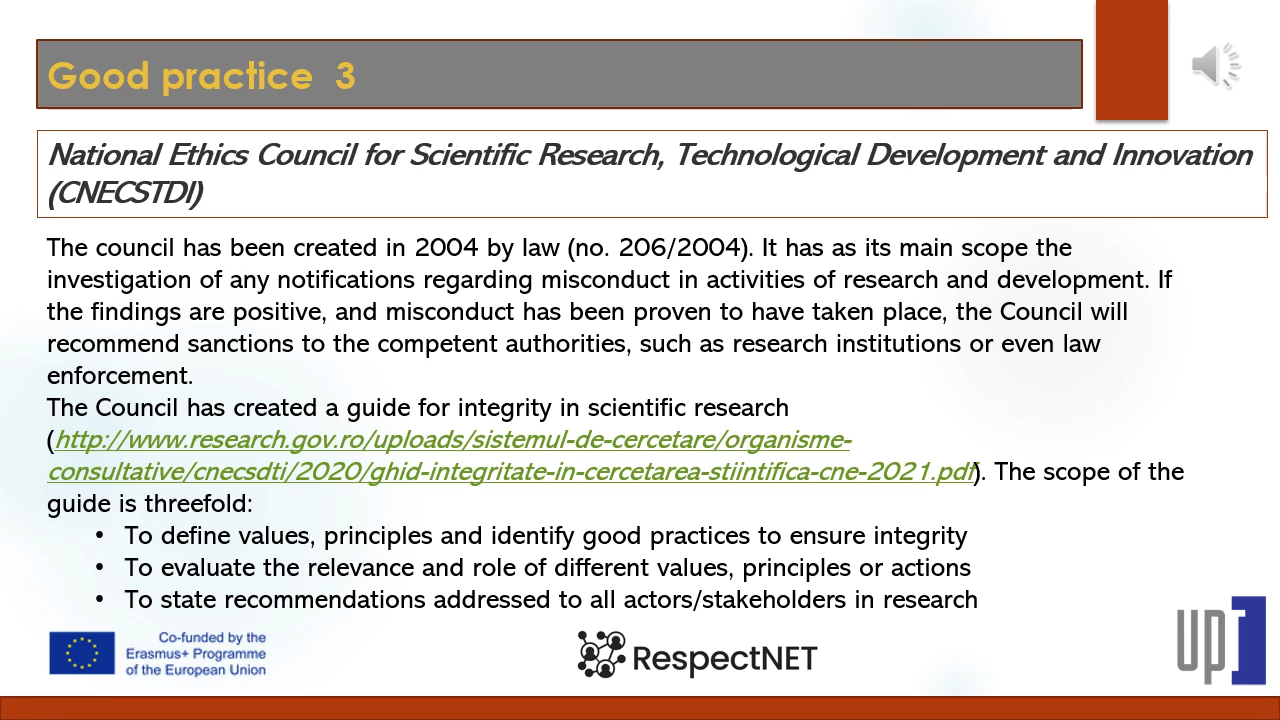 Good practice 3
National Ethics Council for Scientific Research, Technological Development and Innovation
(CNECSTDI)
The council has been created in 2004 by law (no. 206/2004). It has as its main scope the
investigation of any notifications regarding misconduct in activities of research and development. If
the findings are positive, and misconduct has been proven to have taken place, the Council will
recommend sanctions to the competent authorities, such as research institutions or even law
enforcement.
The Council has created a guide for integrity in scientific research
(http://www.research.gov.ro/uploads/sistemul-de-cercetare/organisme-
consultative/cnecsdti/2020/ghid-integritate-in-cercetarea-stiintifica-cne-2021.pdf). The scope of the
guide is threefold:
• To define values, principles and identify good practices to ensure integrity
• To evaluate the relevance and role of different values, principles or actions
• To state recommendations addressed to all actors/stakeholders in research
Co-funded by the
Erasmus+ Programme
of the European Union
RespectNET
UP